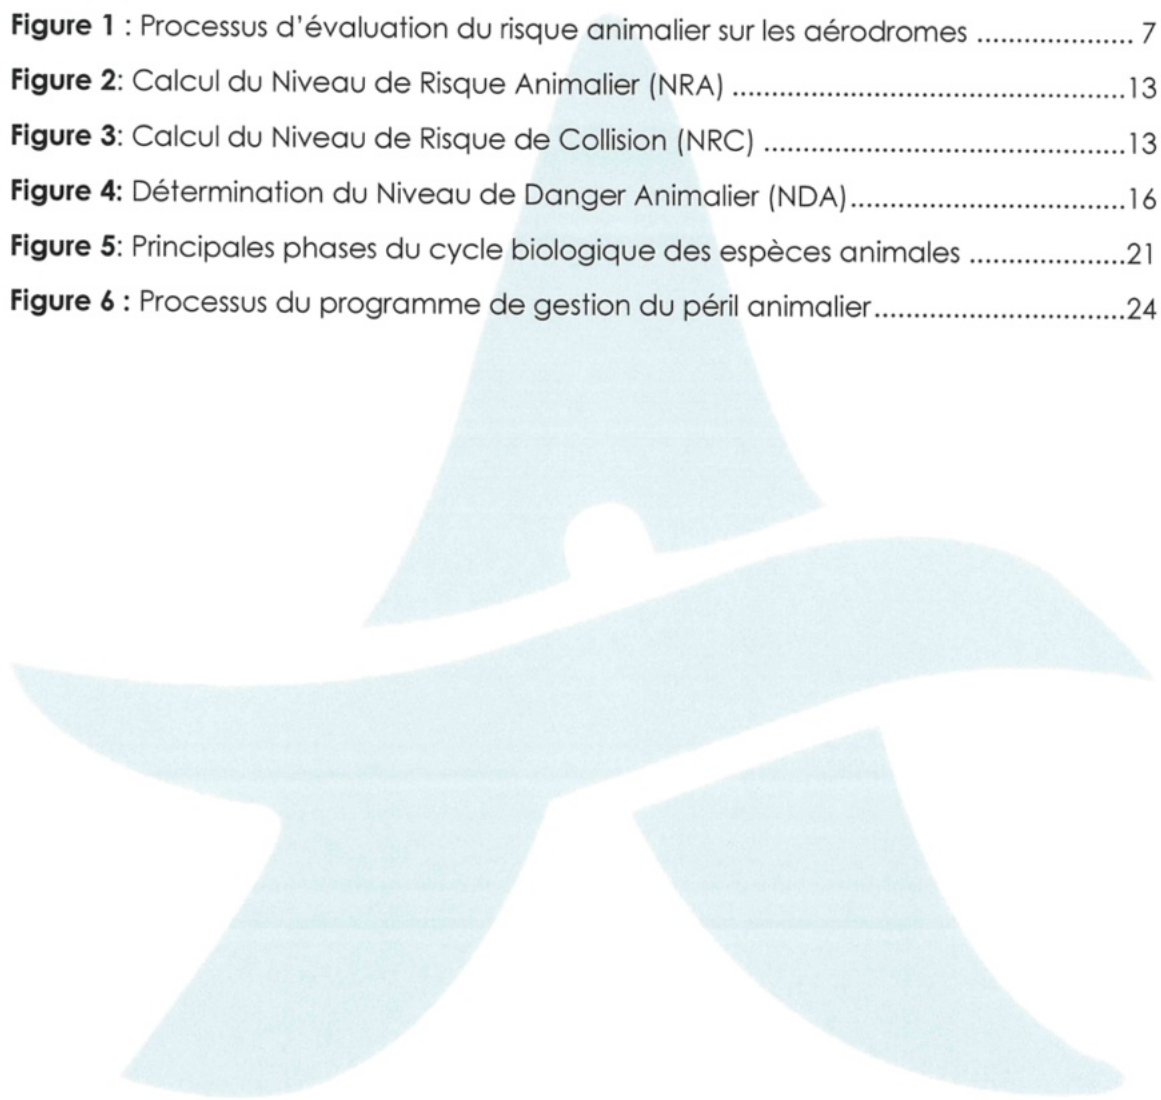 Figure 1 : Processus d'évaluation du risque animalier sur les aérodromes .................... 7
Figure 2: Calcul du Niveau de Risque Animalier (NRA) ..................................................13
Figure 3: Calcul du Niveau de Risque de Collision (NRC) ..............................................13
Figure 4: Détermination du Niveau de Danger Animalier (NDA)...................................16
Figure 5: Principales phases du cycle biologique des espèces animales ....................21
Figure 6 : Processus du programme de gestion du péril animalier................................24